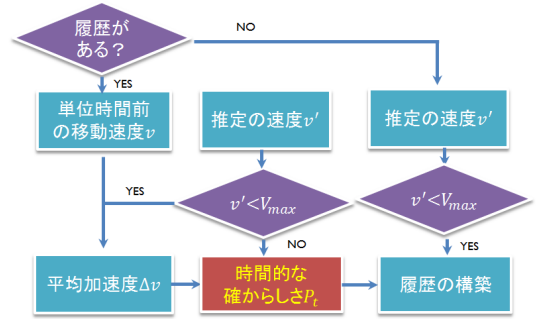 履歴が
ある?
NO
YES
単位時間前
の移動速度v
推定の速度v′
推定の速度v′
YES
v′<Vmax
v′<Vmax
NO
YES
平均加速度Δv
時間的な
確からしさPt
履歴の構築